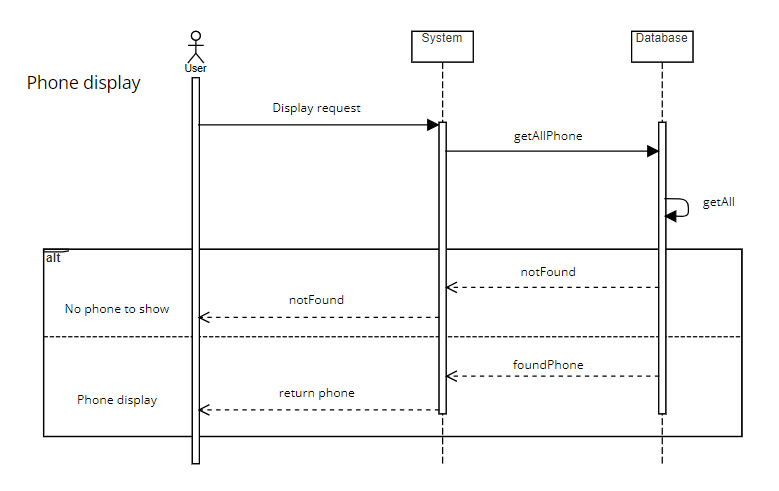 User
System
Database
Phone display
Display request
getAllPhone
getAll
alt
notFound
notFound
No phone to show
foundPhone
return phone
Phone display